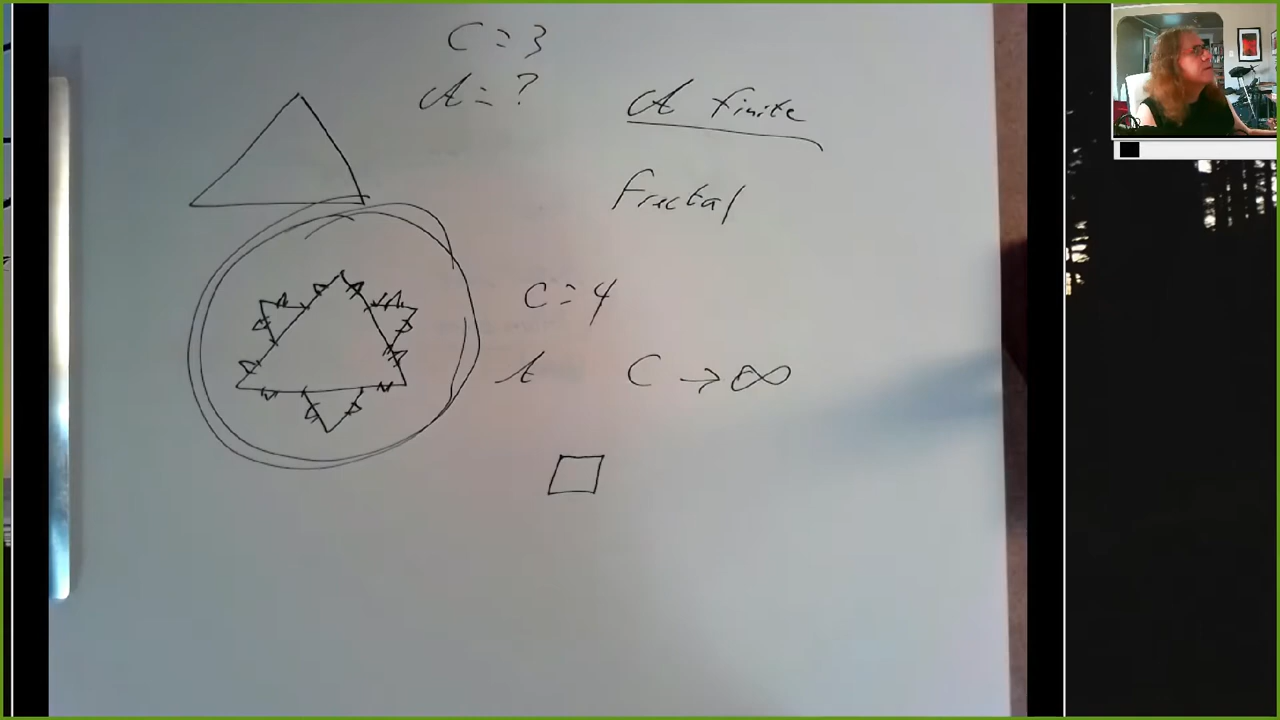 C = 3
A = ?
A finite
Fractal
C = 4
A
C → ∞